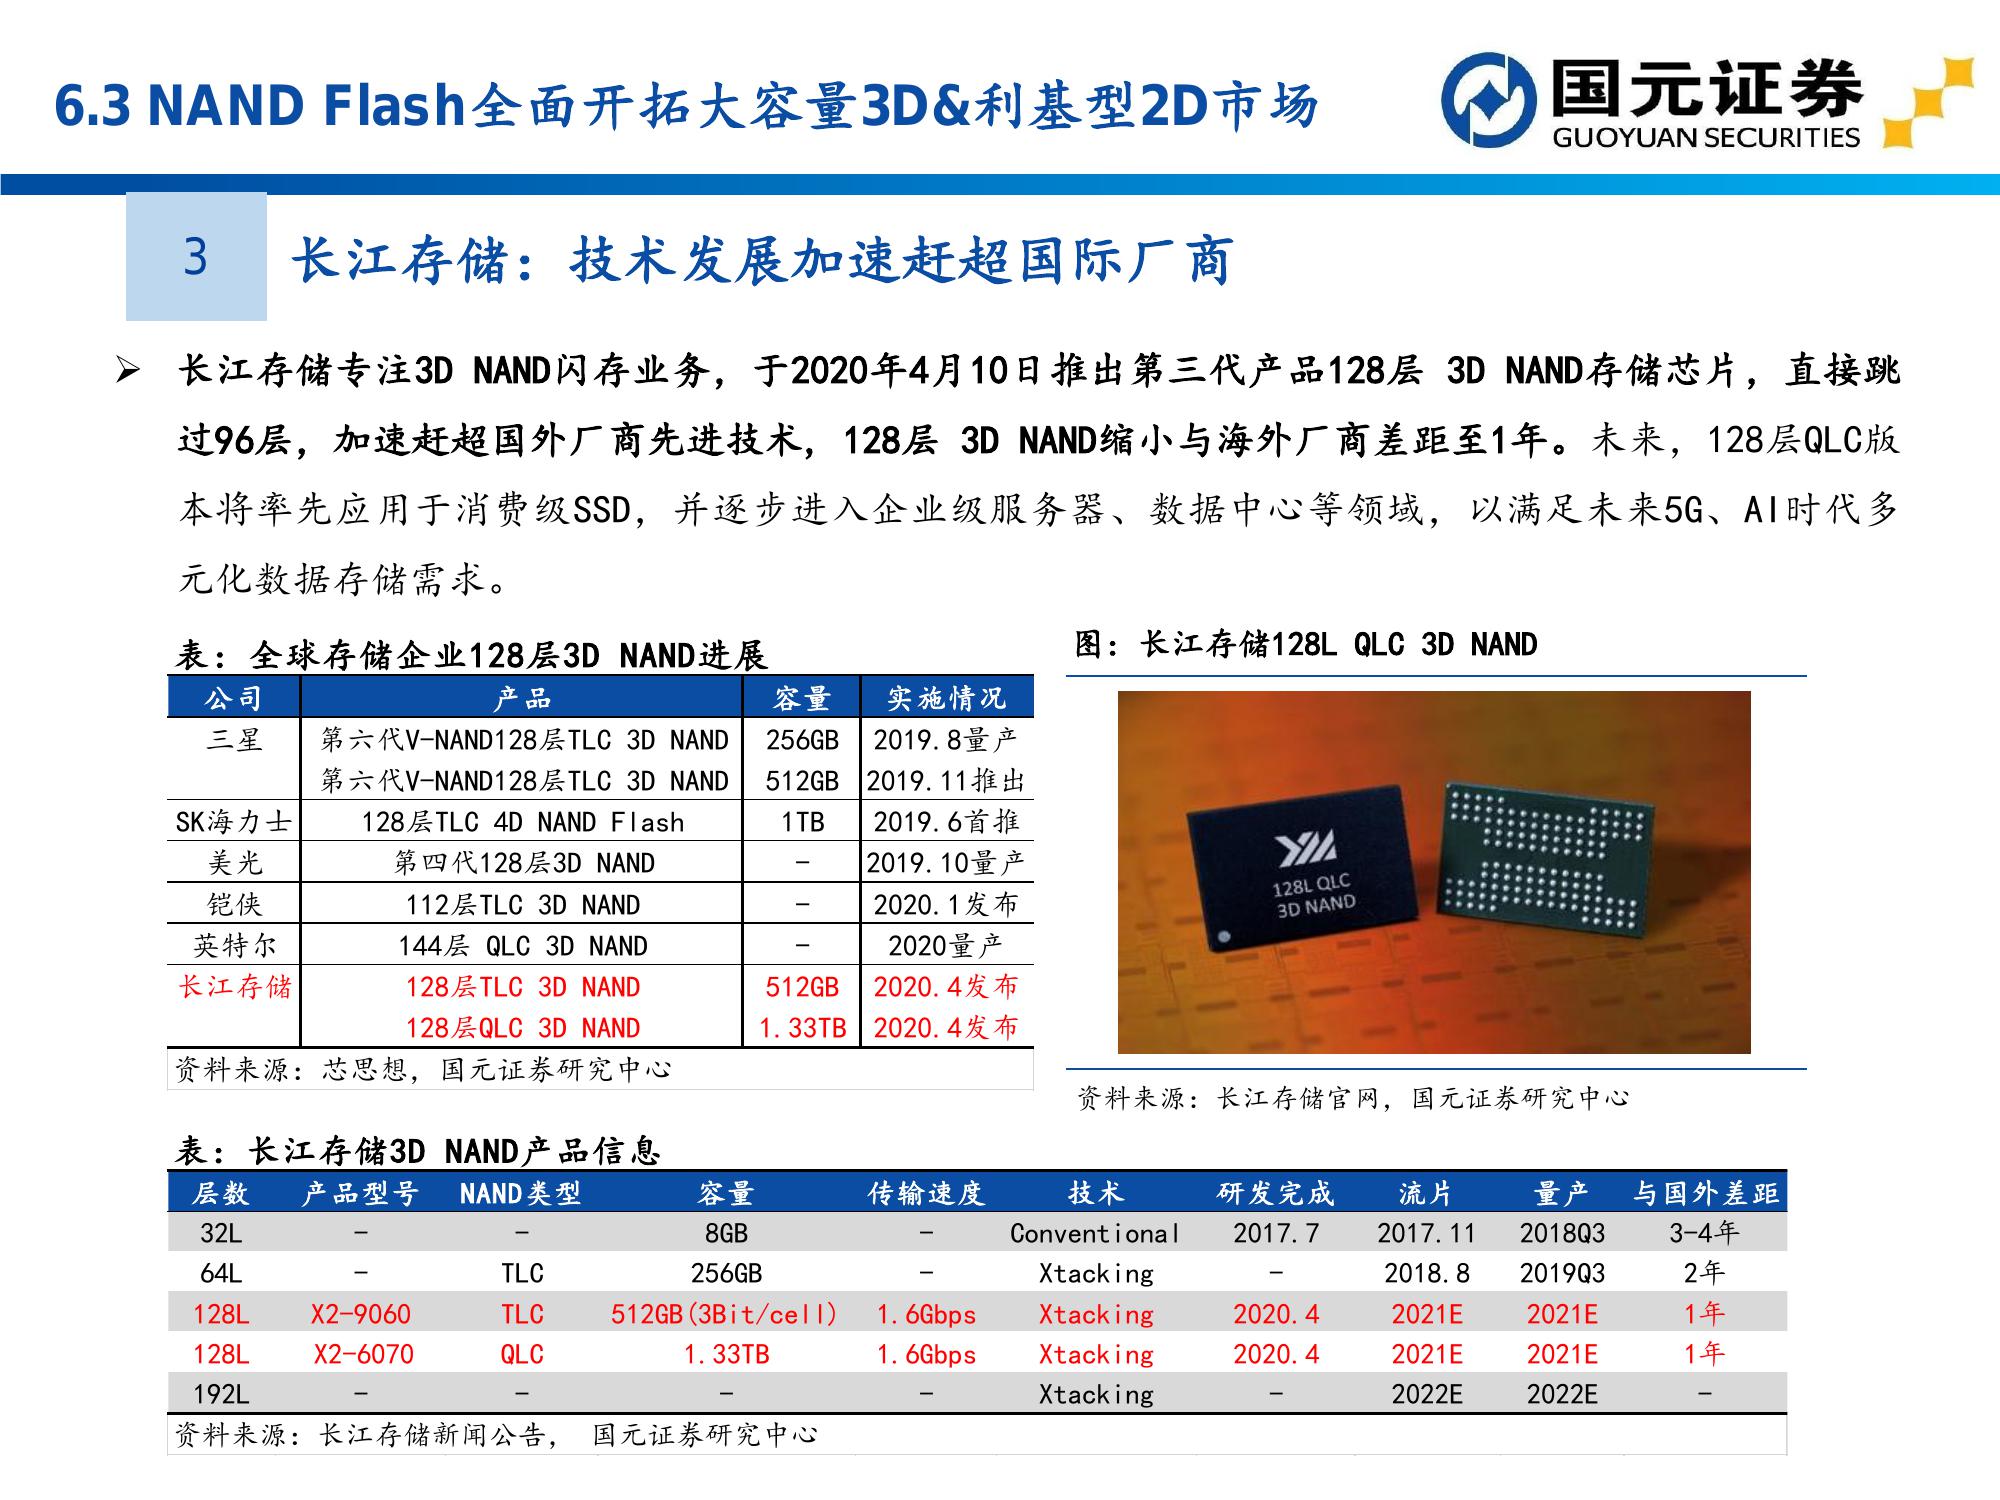 6.3 NAND Flash全面开拓大容量3D&利基型2D市场
国元证券
GUOYUAN SECURITIES
3
长江存储：技术发展加速赶超国际厂商
➢ 长江存储专注3D NAND闪存业务，于2020年4月10日推出第三代产品128层 3D NAND存储芯片，直接跳
过96层，加速赶超国外厂商先进技术，128层 3D NAND缩小与海外厂商差距至1年。未来，128层QLC版
本将率先应用于消费级SSD，并逐步进入企业级服务器、数据中心等领域，以满足未来5G、AI时代多
元化数据存储需求。
表：全球存储企业128层3D NAND进展
公司 产品 容量 实施情况
三星 第六代V-NAND128层TLC 3D NAND 256GB 2019.8量产
第六代V-NAND128层TLC 3D NAND 512GB 2019.11推出
SK海力士 128层TLC 4D NAND Flash 1TB 2019.6首推
美光 第四代128层3D NAND - 2019.10量产
铠侠 112层TLC 3D NAND - 2020.1发布
英特尔 144层 QLC 3D NAND - 2020量产
长江存储 128层TLC 3D NAND 512GB 2020.4发布
128层QLC 3D NAND 1.33TB 2020.4发布
资料来源：芯思想，国元证券研究中心
图：长江存储128L QLC 3D NAND
128L QLC
3D NAND
资料来源：长江存储官网，国元证券研究中心
表：长江存储3D NAND产品信息
层数 产品型号 NAND类型 容量 传输速度 技术 研发完成 流片 量产 与国外差距
32L - - 8GB - Conventional 2017.7 2017.11 2018Q3 3-4年
64L - TLC 256GB - Xtacking - 2018.8 2019Q3 2年
128L X2-9060 TLC 512GB(3Bit/cell) 1.6Gbps Xtacking 2020.4 2021E 2021E 1年
128L X2-6070 QLC 1.33TB 1.6Gbps Xtacking 2020.4 2021E 2021E 1年
192L - - - - Xtacking - 2022E 2022E -
资料来源：长江存储新闻公告， 国元证券研究中心